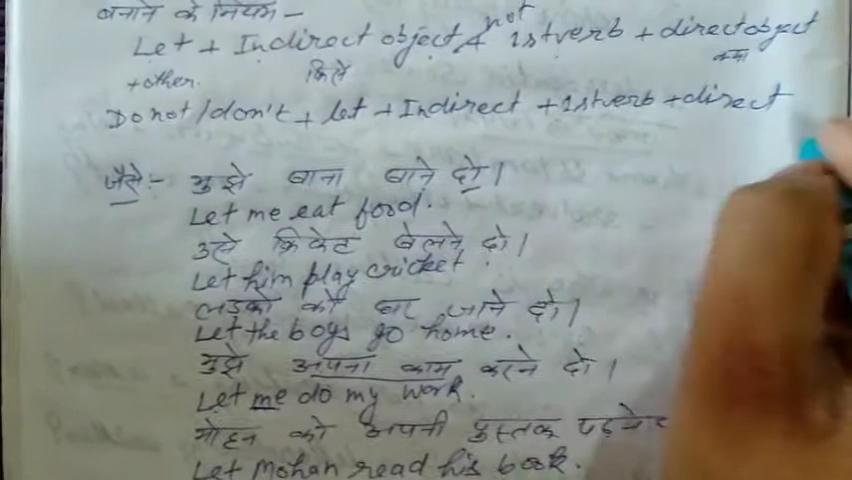 बनाने के नियम –
Let + Indirect object + not 1st verb + direct object
+ other. किसे क्या
Do not/don't + let + Indirect + 1st verb + direct
जैसे:- मुझे खाना खाने दो।
Let me eat food.
उसे क्रिकेट खेलने दो।
Let him play cricket.
लड़को को घर जाने दो।
Let the boys go home.
मुझे अपना काम करने दो।
Let me do my work.
मोहन को अपनी पुस्तक पढ़ने
Let Mohan read his book.